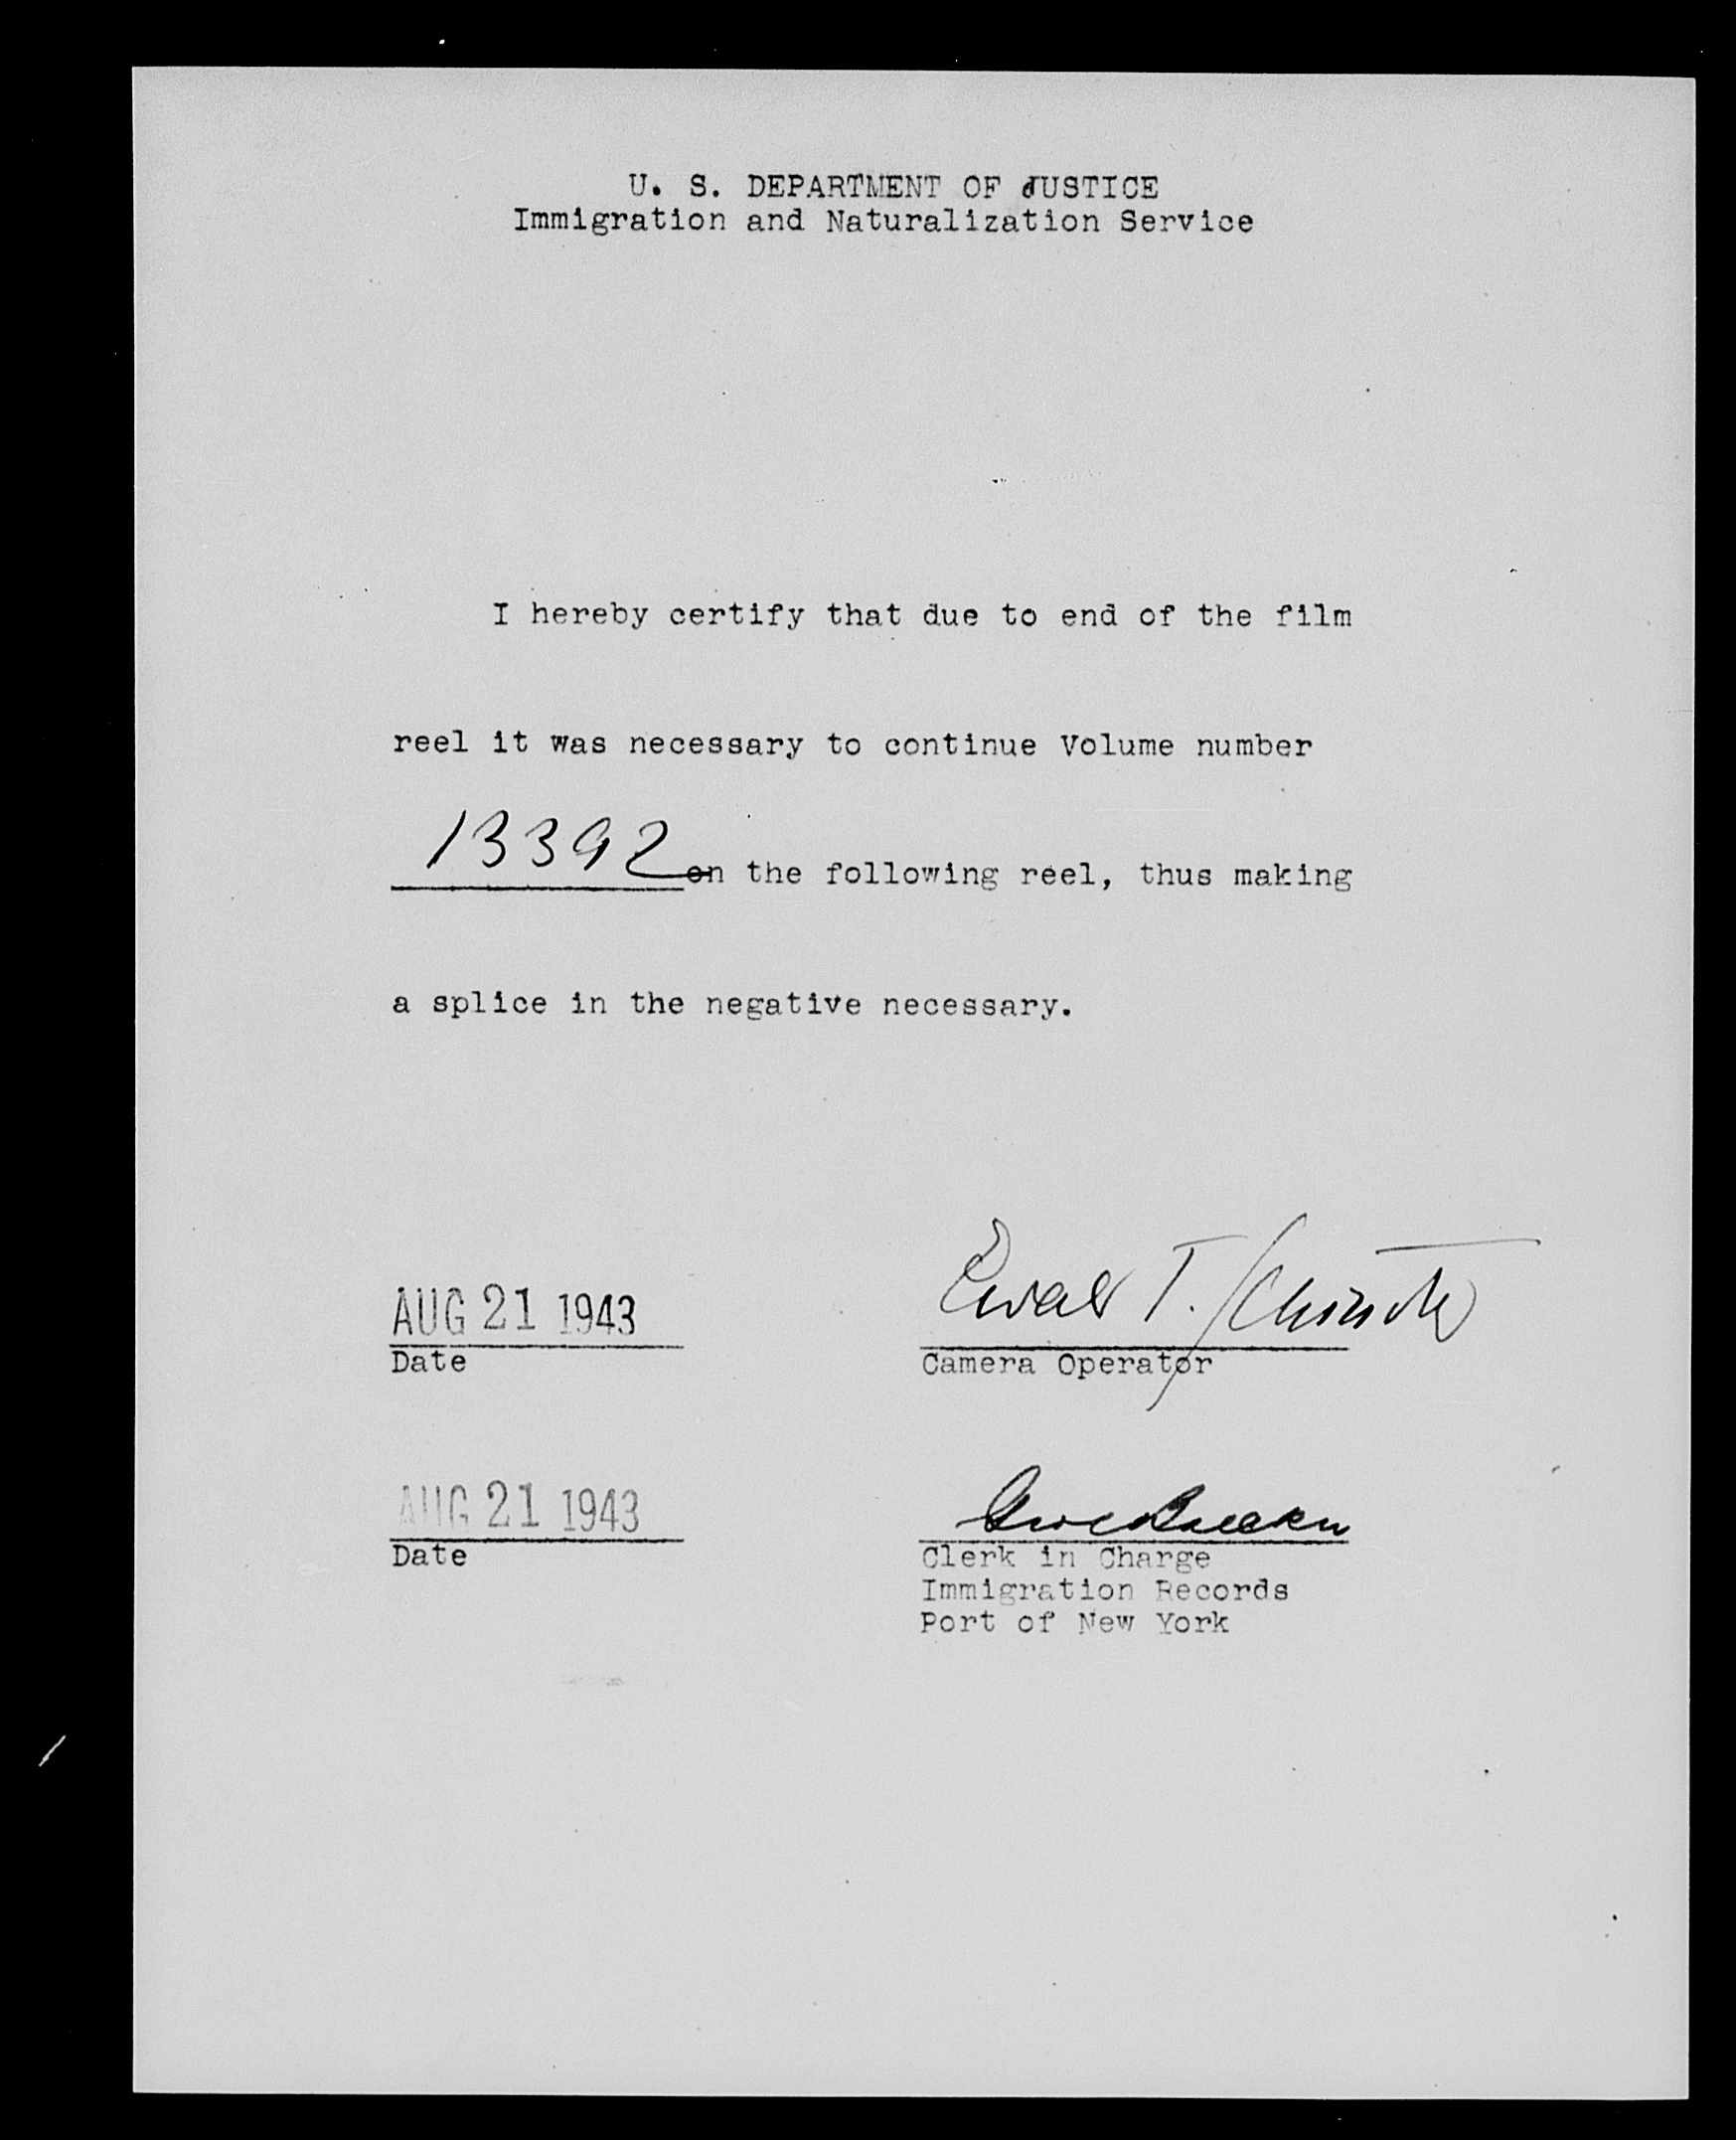 U. S. DEPARTMENT OF JUSTICE
Immigration and Naturalization Service
I hereby certify that due to end of the film
reel it was necessary to continue Volume number
13392 on the following reel, thus making
a splice in the negative necessary.
AUG 21 1943
Date
T.
Camera Operator
AUG 21 1943
Date
Clerk in Charge
Immigration Records
Port of New York